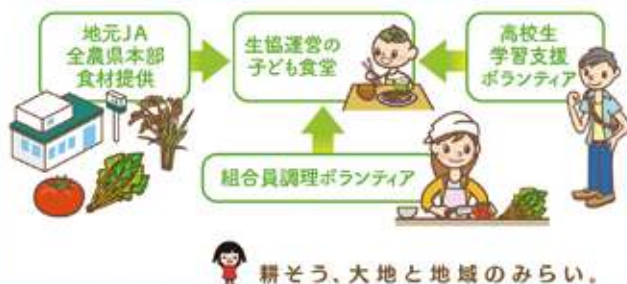 地元JA
全農県本部
食材提供
生協運営の
子ども食堂
高校生
学習支援
ボランティア
組合員調理ボランティア
耕そう、大地と地域のみらい。